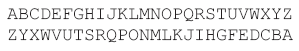 ABCDEFGHIJKLMNOPQRSTUVWXYZ
ZYXWVUTSRQPONMLKJIHGFEDCBA